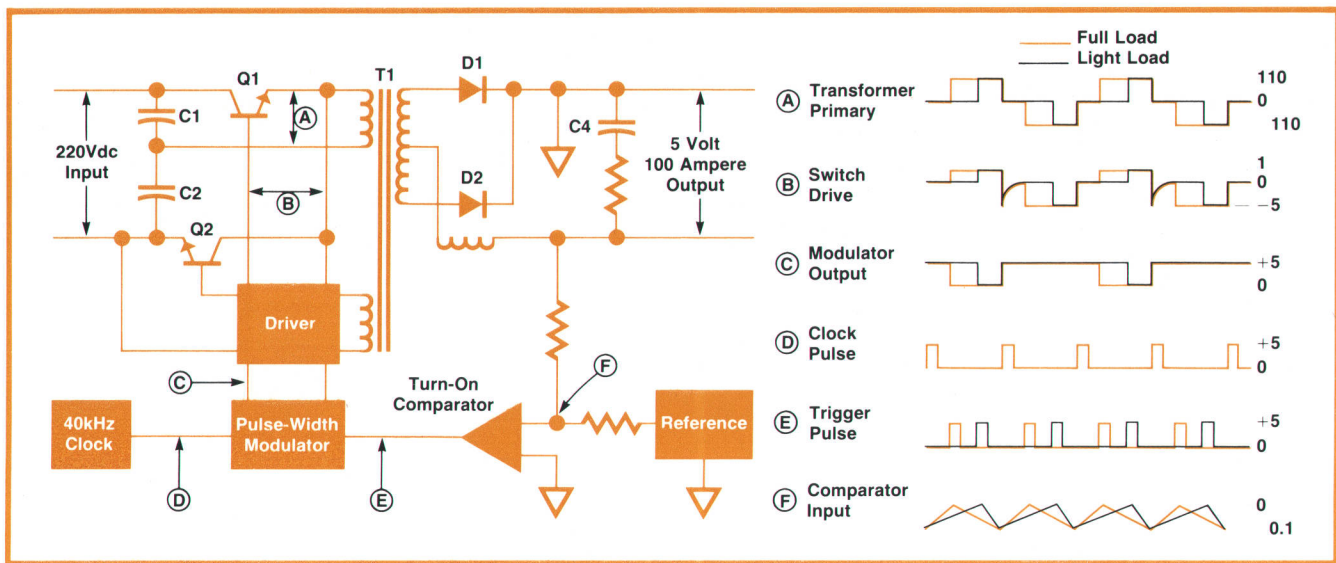 Q1
T1
D1
C1
A
C4
220Vdc
Input
5 Volt
100 Ampere
Output
C2
B
D2
Q2
Driver
C
F
Turn-On
Comparator
40kHz
Clock
Pulse-Width
Modulator
Reference
D
E
Full Load
Light Load
A Transformer
Primary
110
0
110
B Switch
Drive
1
0
-5
C Modulator
Output
+5
0
D Clock
Pulse
+5
0
E Trigger
Pulse
+5
0
F Comparator
Input
0
0.1